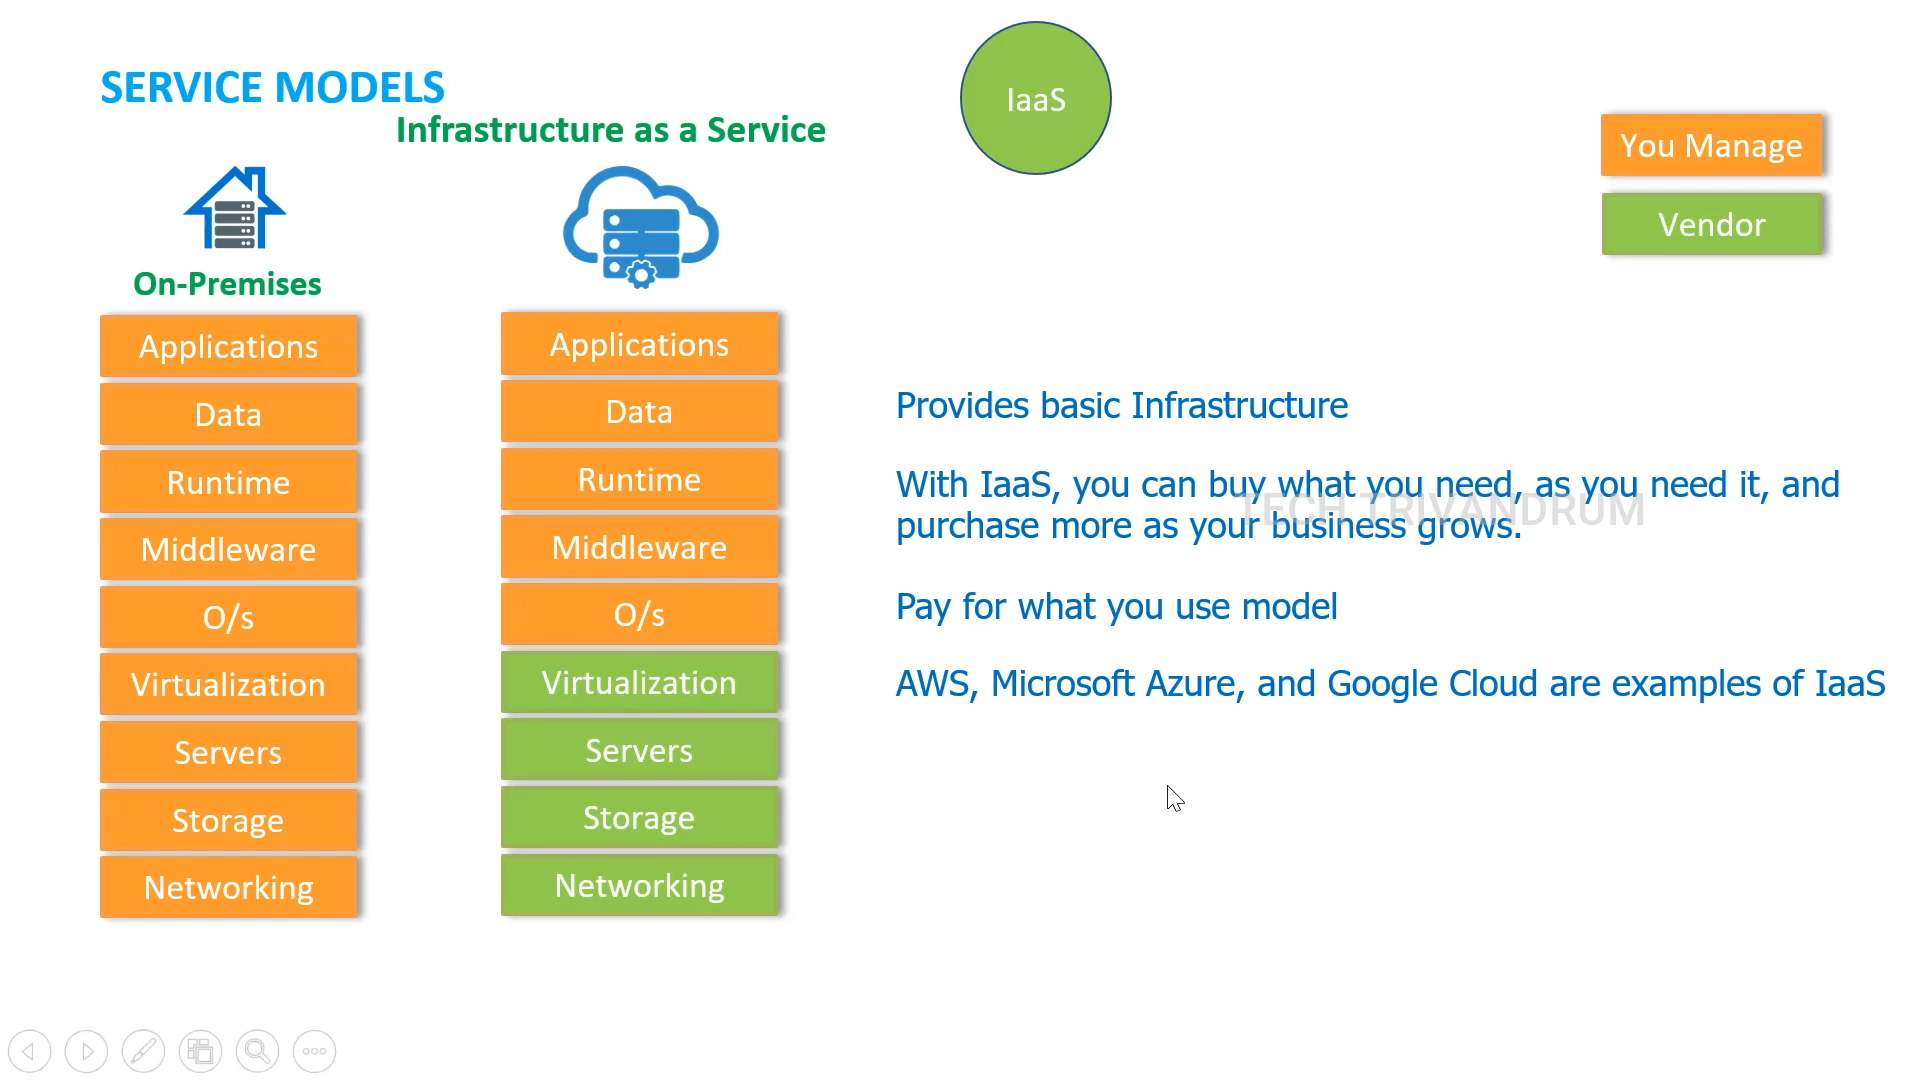 SERVICE MODELS
Infrastructure as a Service
IaaS
You Manage
Vendor
On-Premises
Applications
Data
Runtime
Middleware
O/s
Virtualization
Servers
Storage
Networking
Applications
Data
Runtime
Middleware
O/s
Virtualization
Servers
Storage
Networking
Provides basic Infrastructure
With IaaS, you can buy what you need, as you need it, and
purchase more as your business grows.
TECH TRIVANDRUM
Pay for what you use model
AWS, Microsoft Azure, and Google Cloud are examples of IaaS